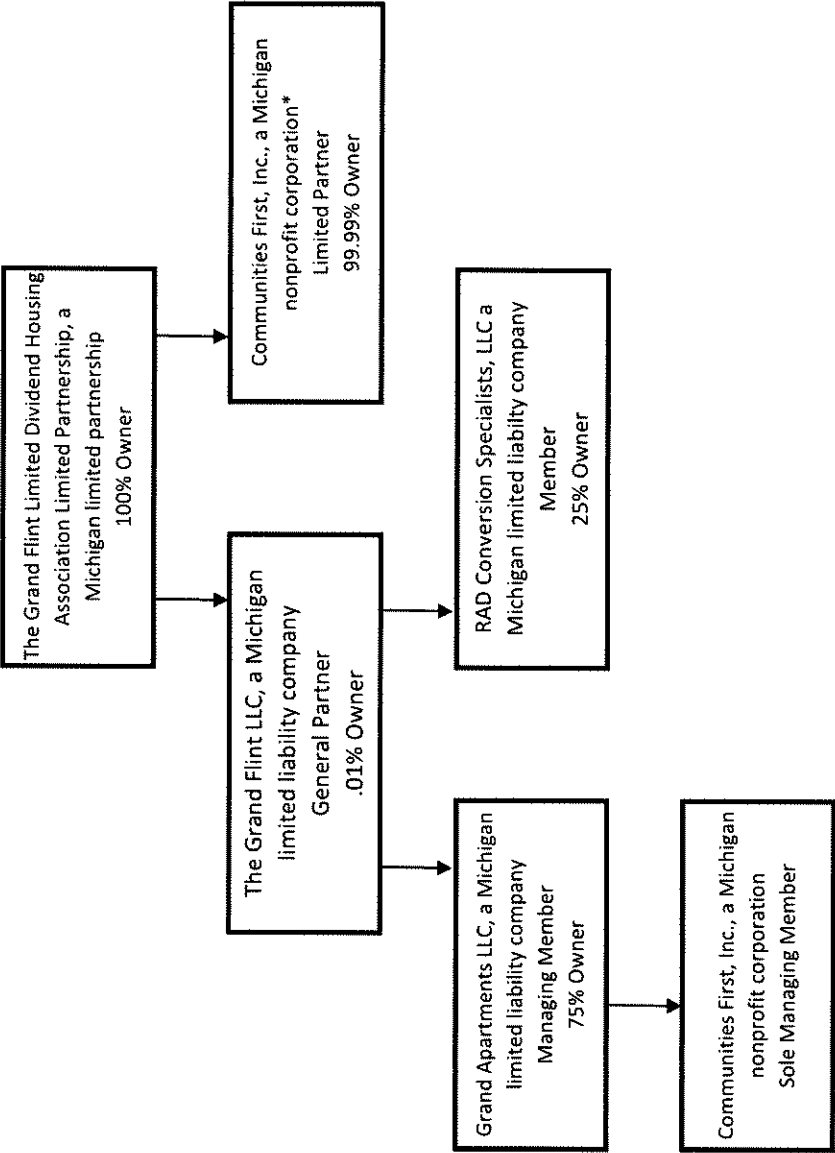 The Grand Flint Limited Dividend Housing
Association Limited Partnership, a
Michigan limited partnership
100% Owner
The Grand Flint LLC, a Michigan
limited liability company
General Partner
.01% Owner
Communities First, Inc., a Michigan
nonprofit corporation*
Limited Partner
99.99% Owner
Grand Apartments LLC, a Michigan
limited liability company
Managing Member
75% Owner
RAD Conversion Specialists, LLC a
Michigan limited liabilty company
Member
25% Owner
Communities First, Inc., a Michigan
nonprofit corporation
Sole Managing Member